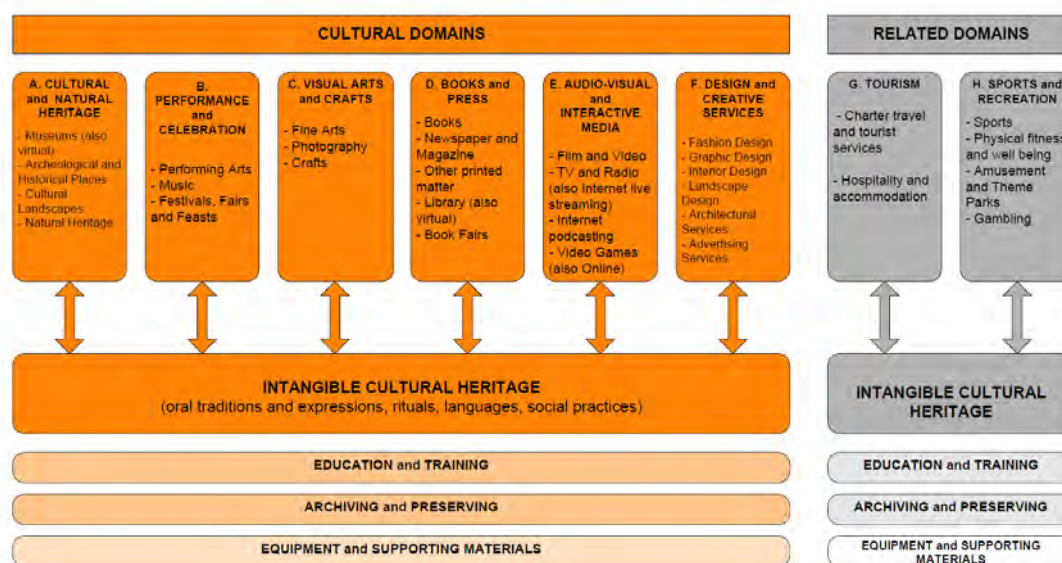 CULTURAL DOMAINS
RELATED DOMAINS
A. CULTURAL
and NATURAL
HERITAGE
- Museums (also
virtual)
- Archeological and
Historical Places
- Cultural
Landscapes
- Natural Heritage
B.
PERFORMANCE
and
CELEBRATION
- Performing Arts
- Music
- Festivals, Fairs
and Feasts
C. VISUAL ARTS
and CRAFTS
- Fine Arts
- Photography
- Crafts
D. BOOKS and
PRESS
- Books
- Newspaper and
Magazine
- Other printed
matter
- Library (also
virtual)
- Book Fairs
E. AUDIO-VISUAL
and
INTERACTIVE
MEDIA
- Film and Video
- TV and Radio
(also Internet live
streaming)
- Internet
podcasting
- Video Games
(also Online)
F. DESIGN and
CREATIVE
SERVICES
- Fashion Design
- Graphic Design
- Interior Design
- Landscape
Design
- Architectural
Services
- Advertising
Services
G. TOURISM
- Charter travel
and tourist
services
- Hospitality and
accommodation
H. SPORTS and
RECREATION
- Sports
- Physical fitness
and well being
- Amusement
and Theme
Parks
- Gambling
INTANGIBLE CULTURAL HERITAGE
(oral traditions and expressions, rituals, languages, social practices)
INTANGIBLE CULTURAL
HERITAGE
EDUCATION and TRAINING
EDUCATION and TRAINING
ARCHIVING and PRESERVING
ARCHIVING and PRESERVING
EQUIPMENT and SUPPORTING MATERIALS
EQUIPMENT and SUPPORTING
MATERIALS